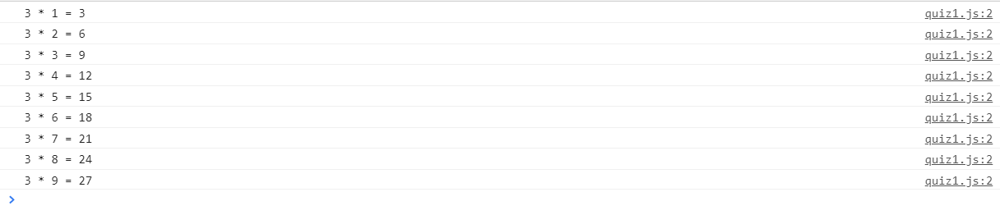 3 * 1 = 3 quiz1.js:2
3 * 2 = 6 quiz1.js:2
3 * 3 = 9 quiz1.js:2
3 * 4 = 12 quiz1.js:2
3 * 5 = 15 quiz1.js:2
3 * 6 = 18 quiz1.js:2
3 * 7 = 21 quiz1.js:2
3 * 8 = 24 quiz1.js:2
3 * 9 = 27 quiz1.js:2